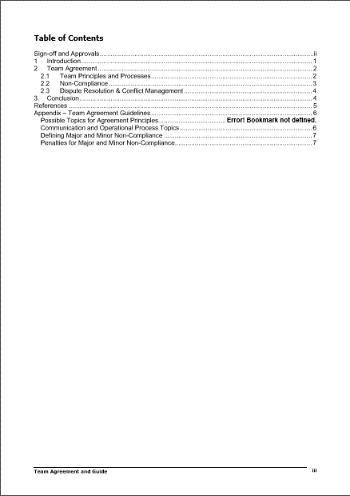 Table of Contents
Sign-off and Approvals ii
1 Introduction 1
2 Team Agreement 2
2.1 Team Principles and Processes 2
2.2 Non-Compliance 3
2.3 Dispute Resolution & Conflict Management 4
3. Conclusion 4
References 5
Appendix – Team Agreement Guidelines 6
Possible Topics for Agreement Principles Error! Bookmark not defined.
Communication and Operational Process Topics 6
Defining Major and Minor Non-Compliance 7
Penalties for Major and Minor Non-Compliance 7
Team Agreement and Guide iii